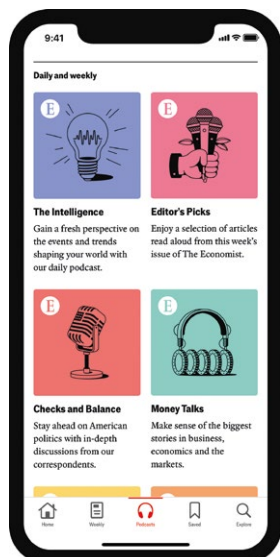 9:41
Daily and weekly
E
E
The Intelligence
Gain a fresh perspective on
the events and trends
shaping your world with
our daily podcast.
Editor's Picks
Enjoy a selection of articles
read aloud from this week's
issue of The Economist.
E
E
Checks and Balance
Stay ahead on American
politics with in-depth
discussions from our
correspondents.
Money Talks
Make sense of the biggest
stories in business,
economics and the
markets.
E
E
Home
Weekly
Podcasts
Saved
Explore